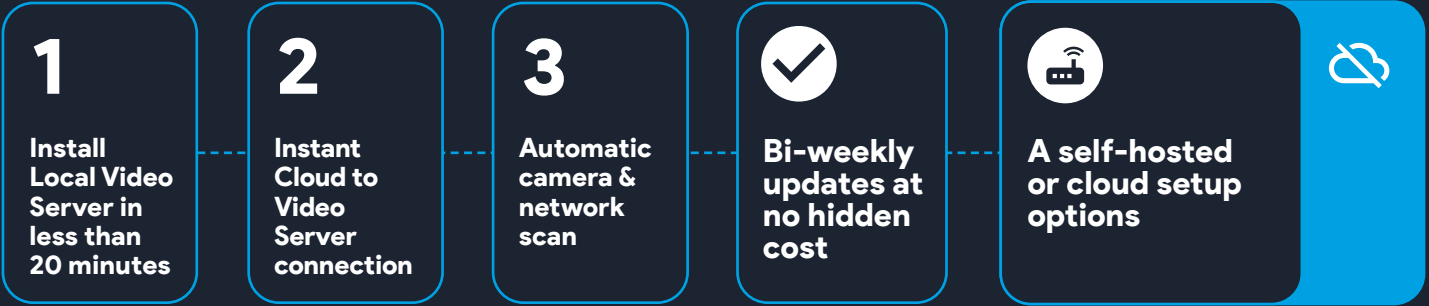 1
Install
Local Video
Server in
less than
20 minutes
2
Instant
Cloud to
Video
Server
connection
3
Automatic
camera &
network
scan
Bi-weekly
updates at
no hidden
cost
A self-hosted
or cloud setup
options